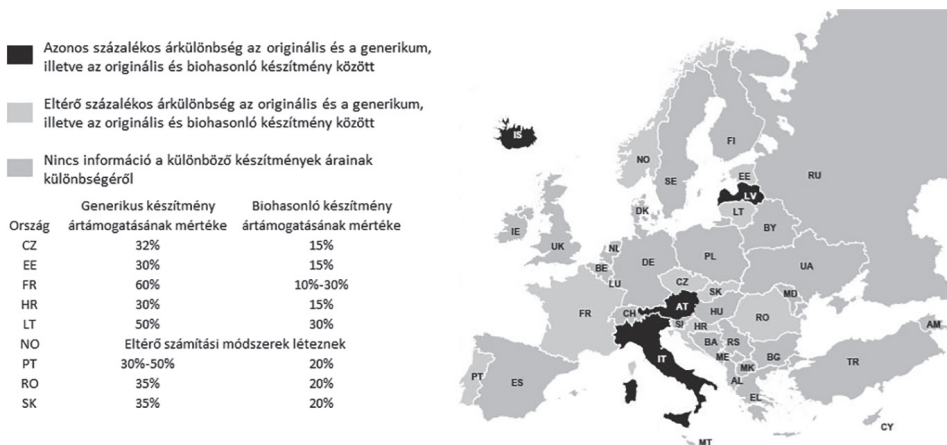 Azonos százalékos árkülönbség az originális és a generikum,
illetve az originális és biohasonló készítmény között
Eltérő százalékos árkülönbség az originális és a generikum,
illetve az originális és biohasonló készítmény között
Nincs információ a különböző készítmények árainak
különbségéről
Ország Generikus készítmény ártámogatásának mértéke Biohasonló készítmény ártámogatásának mértéke
CZ 32% 15%
EE 30% 15%
FR 60% 10%-30%
HR 30% 15%
LT 50% 30%
NO Eltérő számítási módszerek léteznek
PT 30%-50% 20%
RO 35% 20%
SK 35% 20%
IS
NO
SE
FI
RU
EE
LV
LT
DK
IE
UK
NL
BE
LU
DE
PL
BY
UA
CZ
SK
AT
HU
MD
FR
CH
SI
HR
RO
BA
RS
ME
BG
MK
AL
EL
IT
PT
ES
TR
AM
CY
MT